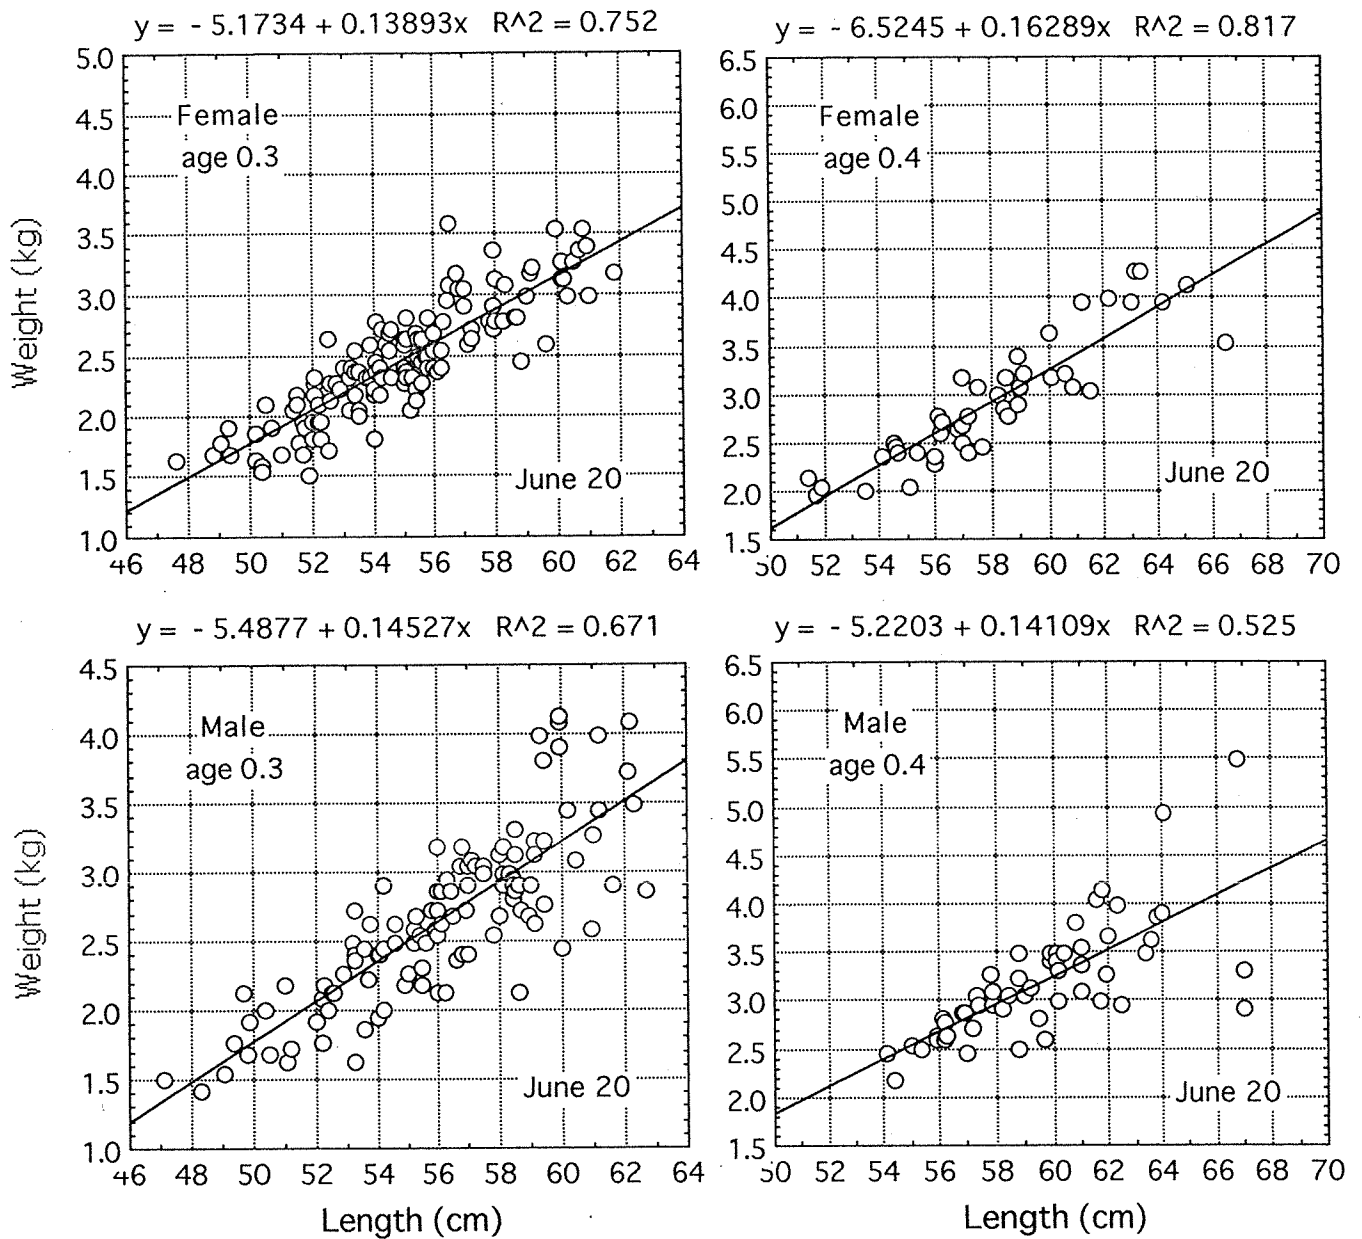 y = - 5.1734 + 0.13893x R^2 = 0.752
5.0
4.5
4.0
3.5
3.0
2.5
2.0
1.5
1.0
Weight (kg)
Female
age 0.3
June 20
46 48 50 52 54 56 58 60 62 64
y = - 6.5245 + 0.16289x R^2 = 0.817
6.5
6.0
5.5
5.0
4.5
4.0
3.5
3.0
2.5
2.0
1.5
Female
age 0.4
June 20
50 52 54 56 58 60 62 64 66 68 70
y = - 5.4877 + 0.14527x R^2 = 0.671
4.5
4.0
3.5
3.0
2.5
2.0
1.5
1.0
Weight (kg)
Male
age 0.3
June 20
46 48 50 52 54 56 58 60 62 64
Length (cm)
y = - 5.2203 + 0.14109x R^2 = 0.525
6.5
6.0
5.5
5.0
4.5
4.0
3.5
3.0
2.5
2.0
1.5
Male
age 0.4
June 20
50 52 54 56 58 60 62 64 66 68 70
Length (cm)